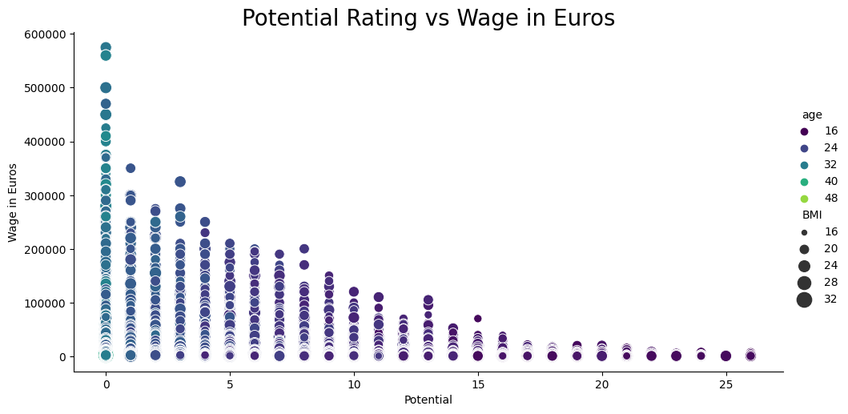 Potential Rating vs Wage in Euros
600000
500000
400000
300000
200000
100000
0
Wage in Euros
0 5 10 15 20 25
Potential
age
16
24
32
40
48
BMI
16
20
24
28
32